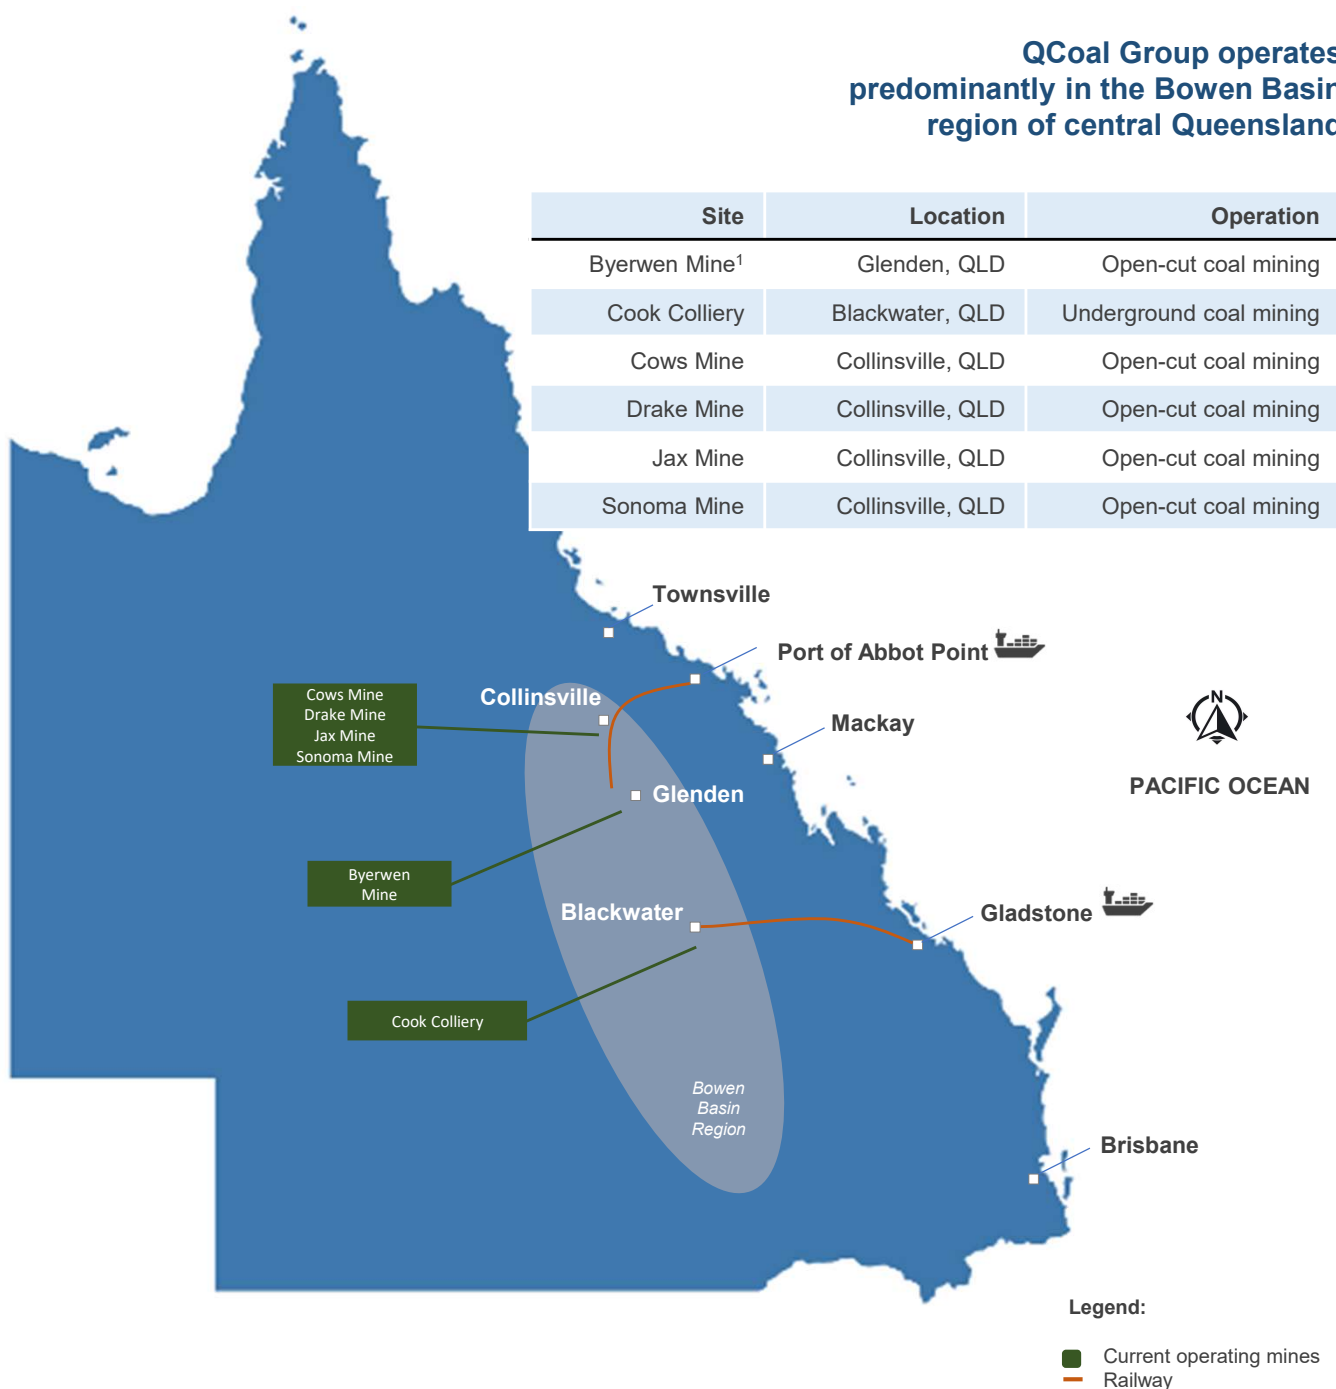 QCoal Group operates
predominantly in the Bowen Basin
region of central Queensland
Site Location Operation
Byerwen Mine¹ Glenden, QLD Open-cut coal mining
Cook Colliery Blackwater, QLD Underground coal mining
Cows Mine Collinsville, QLD Open-cut coal mining
Drake Mine Collinsville, QLD Open-cut coal mining
Jax Mine Collinsville, QLD Open-cut coal mining
Sonoma Mine Collinsville, QLD Open-cut coal mining
Townsville
Port of Abbot Point
Collinsville
Cows Mine
Drake Mine
Jax Mine
Sonoma Mine
Mackay
N
PACIFIC OCEAN
Glenden
Byerwen
Mine
Blackwater
Gladstone
Cook Colliery
Bowen
Basin
Region
Brisbane
Legend:
Current operating mines
Railway